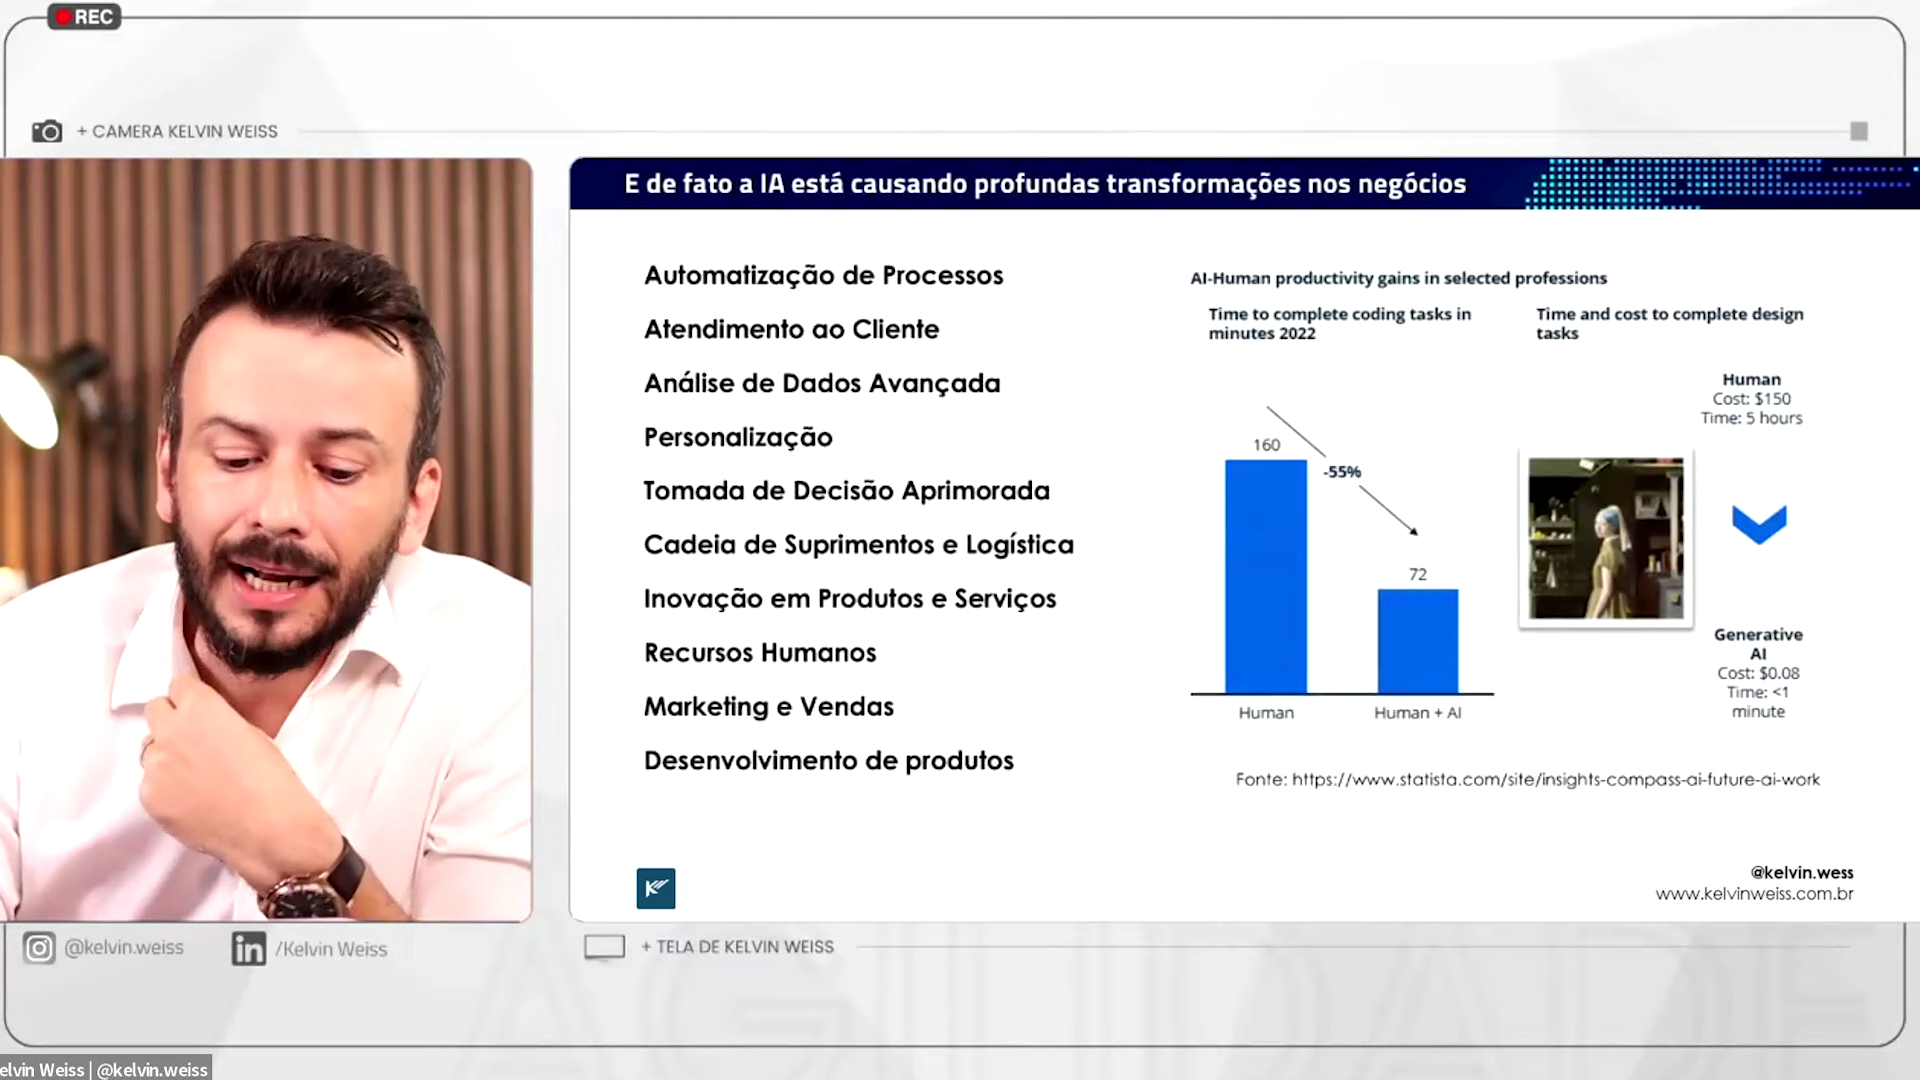 REC
+ CAMERA KELVIN WEISS
E de fato a IA está causando profundas transformações nos negócios
Automatização de Processos
Atendimento ao Cliente
Análise de Dados Avançada
Personalização
Tomada de Decisão Aprimorada
Cadeia de Suprimentos e Logística
Inovação em Produtos e Serviços
Recursos Humanos
Marketing e Vendas
Desenvolvimento de produtos
AI-Human productivity gains in selected professions
Time to complete coding tasks in
minutes 2022
160
-55%
72
Human
Human + AI
Time and cost to complete design
tasks
Human
Cost: $150
Time: 5 hours
Generative
AI
Cost: $0.08
Time: <1
minute
Fonte: https://www.statista.com/site/insights-compass-ai-future-ai-work
@kelvin.wess
www.kelvinweiss.com.br
@kelvin.weiss
/Kelvin Weiss
+ TELA DE KELVIN WEISS
AGILIDADE
elvin Weiss | @kelvin.weiss